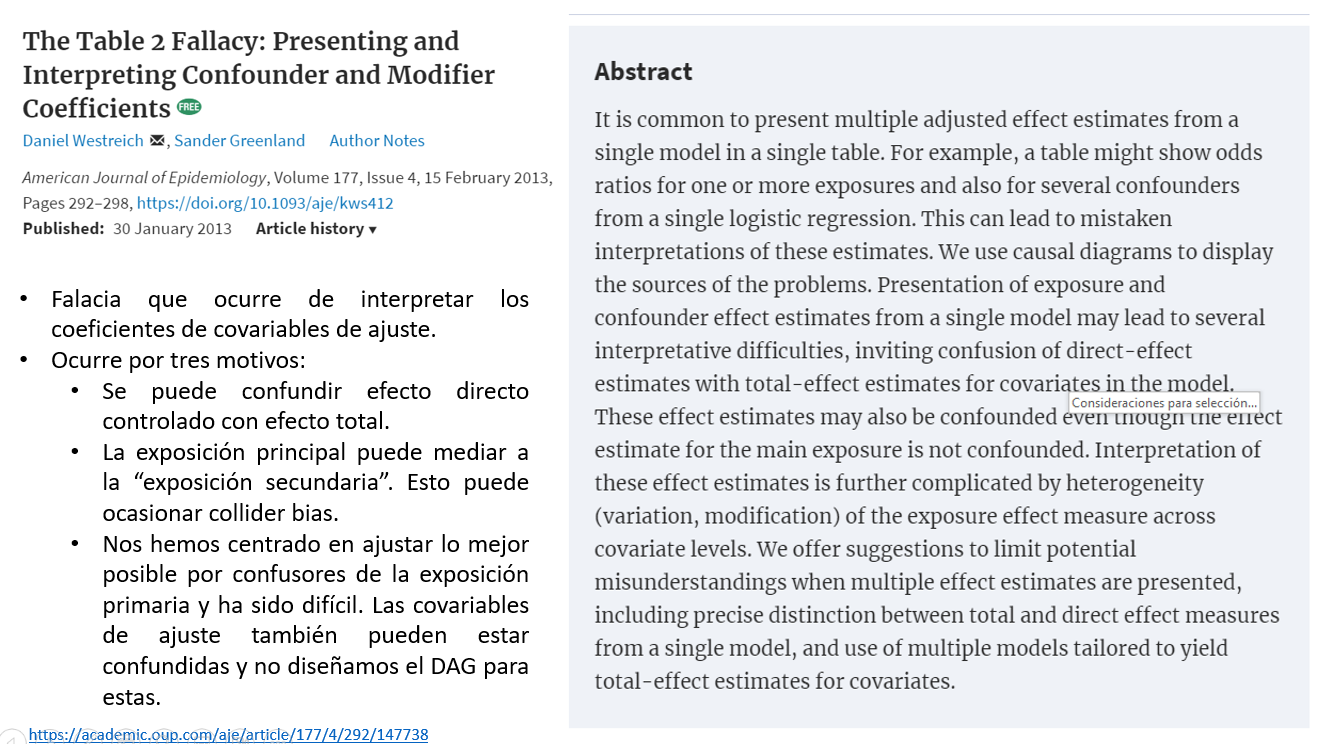 The Table 2 Fallacy: Presenting and
Interpreting Confounder and Modifier
Coefficients FREE
Daniel Westreich, Sander Greenland Author Notes
American Journal of Epidemiology, Volume 177, Issue 4, 15 February 2013,
Pages 292–298, https://doi.org/10.1093/aje/kws412
Published: 30 January 2013 Article history ▾
• Falacia que ocurre de interpretar los
coeficientes de covariables de ajuste.
• Ocurre por tres motivos:
• Se puede confundir efecto directo
controlado con efecto total.
• La exposición principal puede mediar a
la “exposición secundaria”. Esto puede
ocasionar collider bias.
• Nos hemos centrado en ajustar lo mejor
posible por confusores de la exposición
primaria y ha sido difícil. Las covariables
de ajuste también pueden estar
confundidas y no diseñamos el DAG para
estas.
https://academic.oup.com/aje/article/177/4/292/147738
Abstract
It is common to present multiple adjusted effect estimates from a
single model in a single table. For example, a table might show odds
ratios for one or more exposures and also for several confounders
from a single logistic regression. This can lead to mistaken
interpretations of these estimates. We use causal diagrams to display
the sources of the problems. Presentation of exposure and
confounder effect estimates from a single model may lead to several
interpretative difficulties, inviting confusion of direct-effect
estimates with total-effect estimates for covariates in the model.
Consideraciones para selección...
These effect estimates may also be confounded even though the effect
estimate for the main exposure is not confounded. Interpretation of
these effect estimates is further complicated by heterogeneity
(variation, modification) of the exposure effect measure across
covariate levels. We offer suggestions to limit potential
misunderstandings when multiple effect estimates are presented,
including precise distinction between total and direct effect measures
from a single model, and use of multiple models tailored to yield
total-effect estimates for covariates.